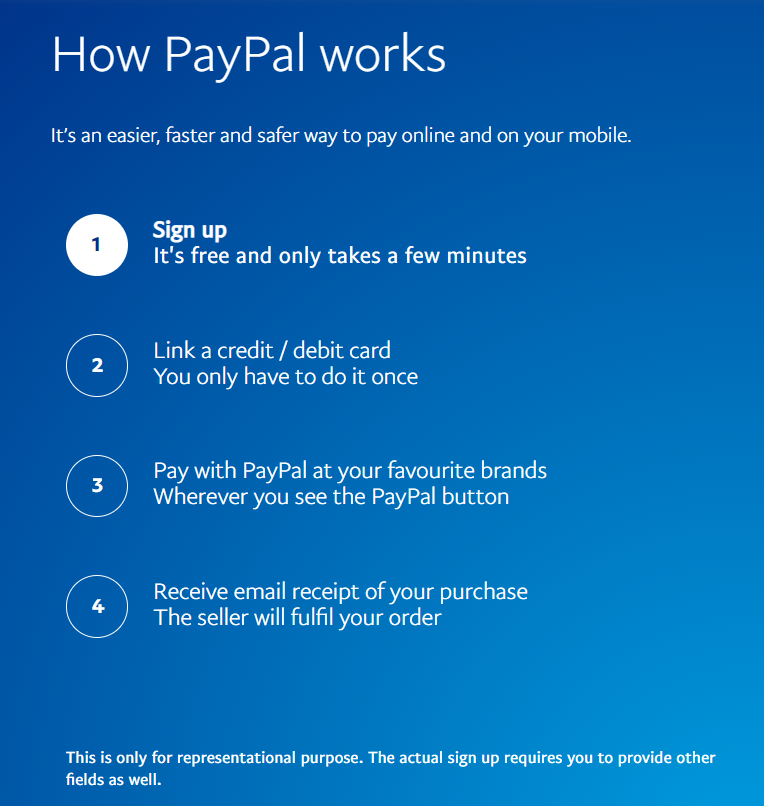 How PayPal works
It's an easier, faster and safer way to pay online and on your mobile.
1
Sign up
It's free and only takes a few minutes
2
Link a credit / debit card
You only have to do it once
3
Pay with PayPal at your favourite brands
Wherever you see the PayPal button
4
Receive email receipt of your purchase
The seller will fulfil your order
This is only for representational purpose. The actual sign up requires you to provide other
fields as well.